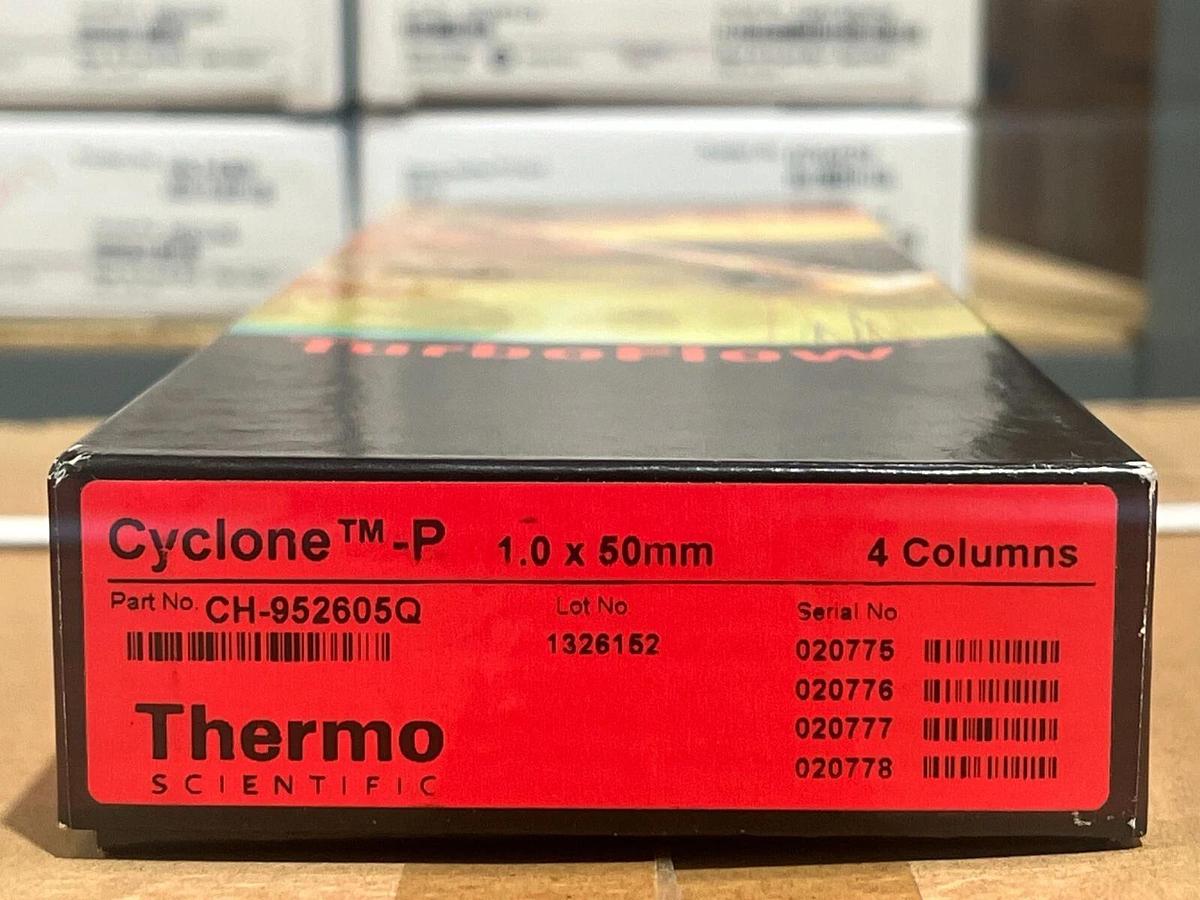 TurboFlow
Cyclone™-P 1.0 x 50mm 4 Columns
Part No. CH-952605Q Lot No. Serial No
1326152 020775
020776
020777
020778
Thermo
SCIENTIFIC